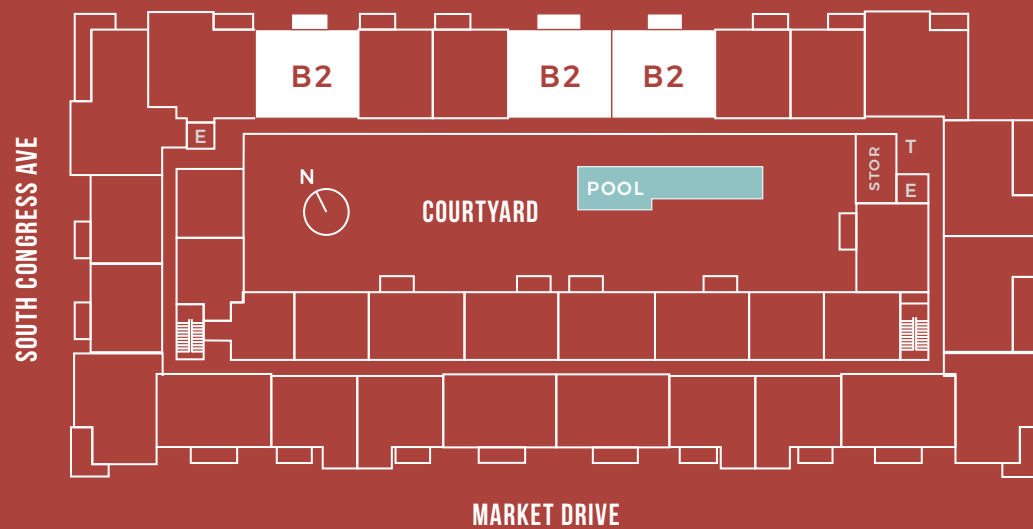 B2
B2
B2
E
T
STOR
E
N
POOL
COURTYARD
SOUTH CONGRESS AVE
MARKET DRIVE